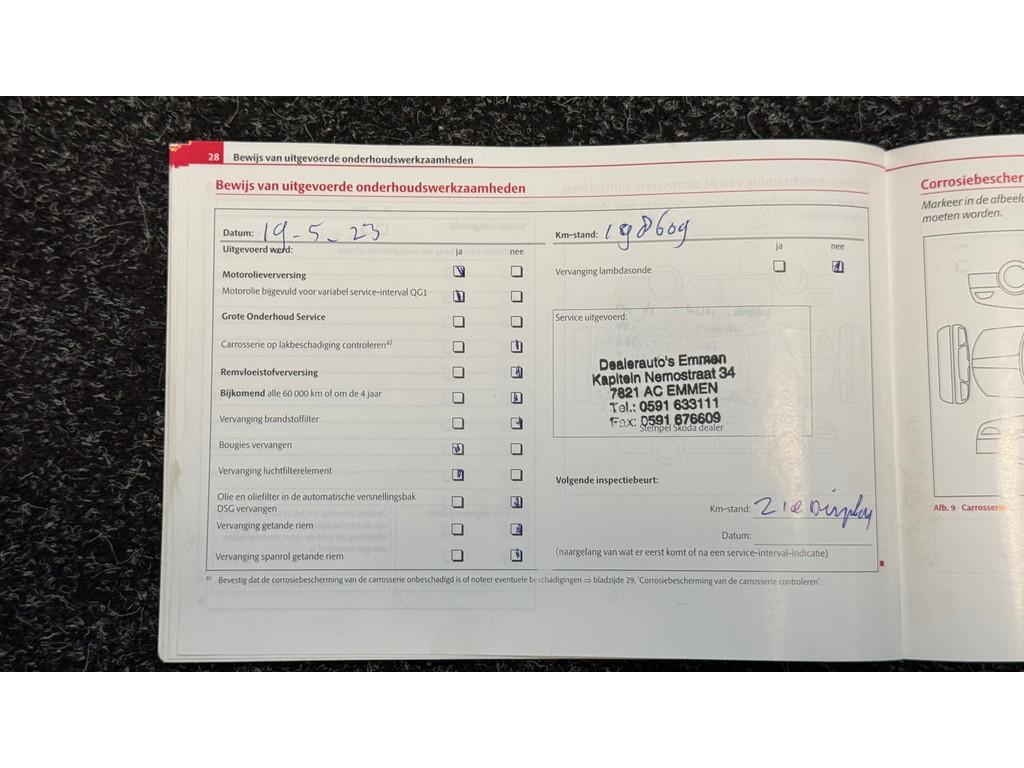 28 Bewijs van uitgevoerde onderhoudswerkzaamheden
Bewijs van uitgevoerde onderhoudswerkzaamheden
Datum: 19-5-23
Uitgevoerd werd: ja nee
Motorolieverversing
Motorolie bijgevuld voor variabel service-interval QG1
Grote Onderhoud Service
Carrosserie op lakbeschadiging controleren a)
Remvloeistofverversing
Bijkomend alle 60 000 km of om de 4 jaar
Vervanging brandstoffilter
Bougies vervangen
Vervanging luchtfilterelement
Olie en oliefilter in de automatische versnellingsbak
DSG vervangen
Vervanging getande riem
Vervanging spanrol getande riem
Km-stand: 198609
ja nee
Vervanging lambdasonde
Service uitgevoerd:
Dealerauto's Emmen
Kapitein Nemostraat 34
7821 AC EMMEN
Tel.: 0591 633111
Fax: 0591 676609
Stempel Škoda dealer
Volgende inspectiebeurt:
Km-stand: Zie Display
Datum:
(naargelang van wat er eerst komt of na een service-interval-indicatie)
a) Bevestig dat de corrosiebescherming van de carrosserie onbeschadigd is of noteer eventuele beschadigingen ⇒ bladzijde 29, 'Corrosiebescherming van de carrosserie controleren'.
Corrosiebescher
Markeer in de afbeeld
moeten worden.
Afb. 9 Carrosserie